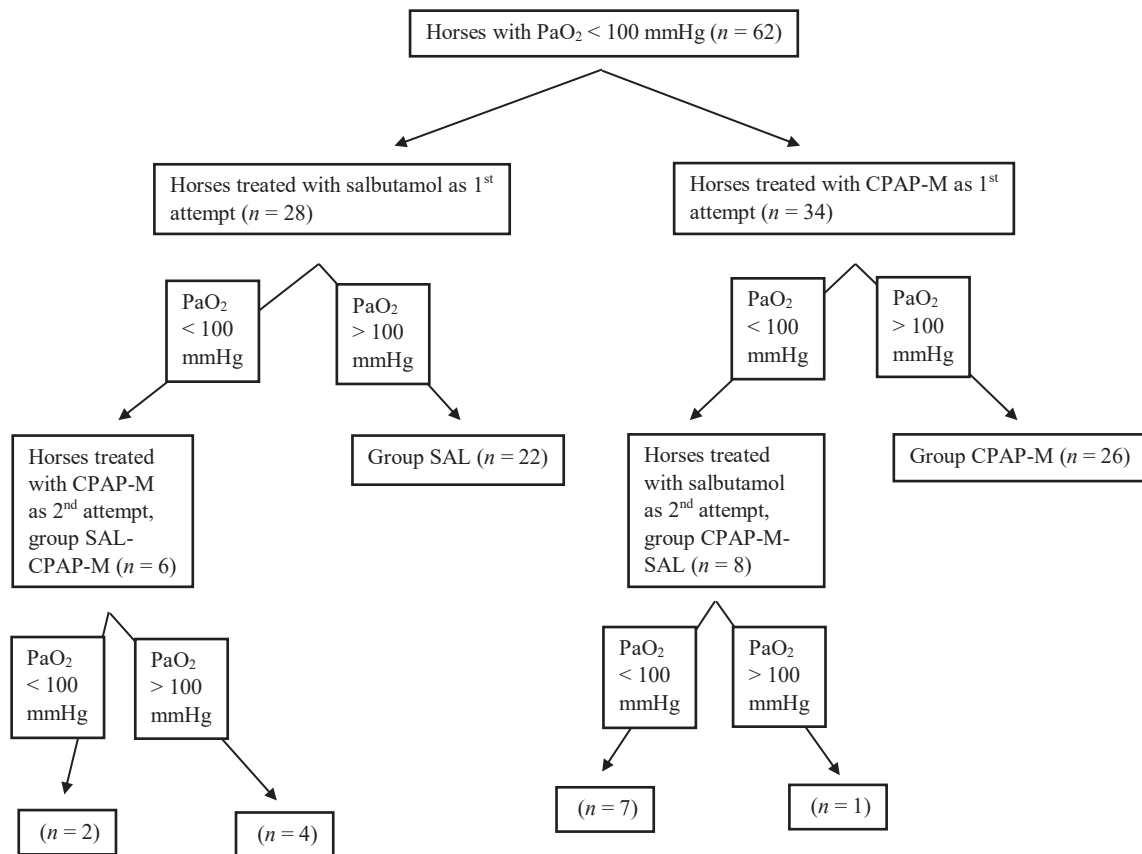 Horses with PaO₂ < 100 mmHg (n = 62)
Horses treated with salbutamol as 1st
attempt (n = 28)
Horses treated with CPAP-M as 1st
attempt (n = 34)
PaO₂
< 100
mmHg
PaO₂
> 100
mmHg
PaO₂
< 100
mmHg
PaO₂
> 100
mmHg
Horses treated
with CPAP-M
as 2nd attempt,
group SAL-
CPAP-M (n = 6)
Group SAL (n = 22)
Horses treated
with salbutamol
as 2nd attempt,
group CPAP-M-
SAL (n = 8)
Group CPAP-M (n = 26)
PaO₂
< 100
mmHg
PaO₂
> 100
mmHg
PaO₂
< 100
mmHg
PaO₂
> 100
mmHg
(n = 2)
(n = 4)
(n = 7)
(n = 1)